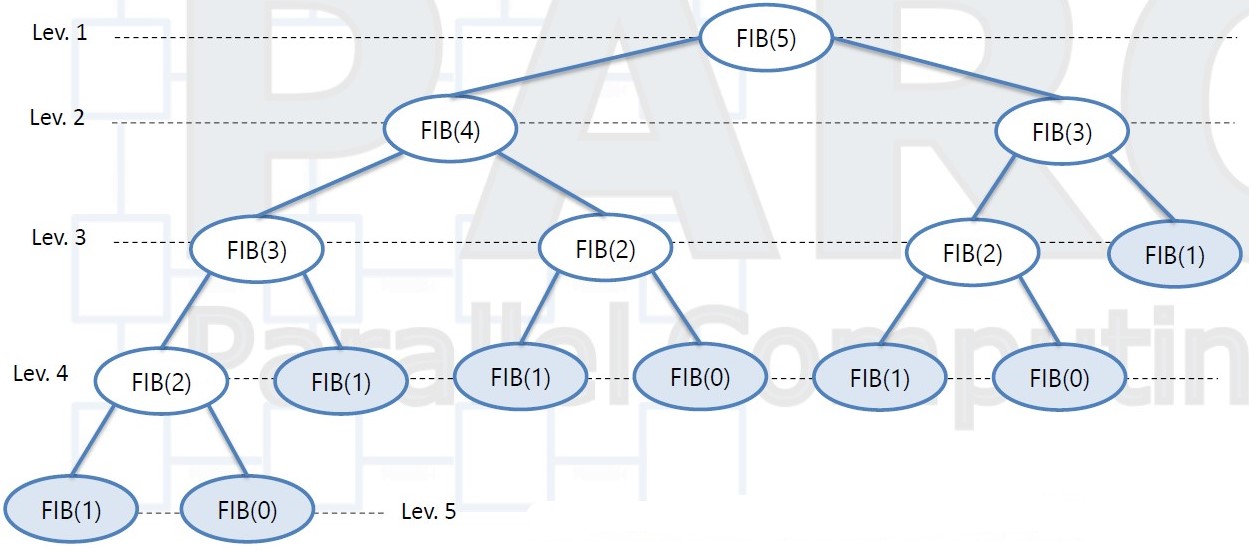 Lev. 1
FIB(5)
Lev. 2
FIB(4)
FIB(3)
Lev. 3
FIB(3)
FIB(2)
FIB(2)
FIB(1)
Lev. 4
FIB(2)
FIB(1)
FIB(1)
FIB(0)
FIB(1)
FIB(0)
FIB(1)
FIB(0)
Lev. 5
PARC
Parallel Computin